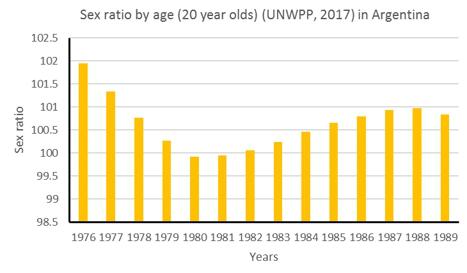 Sex ratio by age (20 year olds) (UNWPP, 2017) in Argentina
102.5
102
101.5
101
100.5
100
99.5
99
98.5
Sex ratio
1976 1977 1978 1979 1980 1981 1982 1983 1984 1985 1986 1987 1988 1989
Years